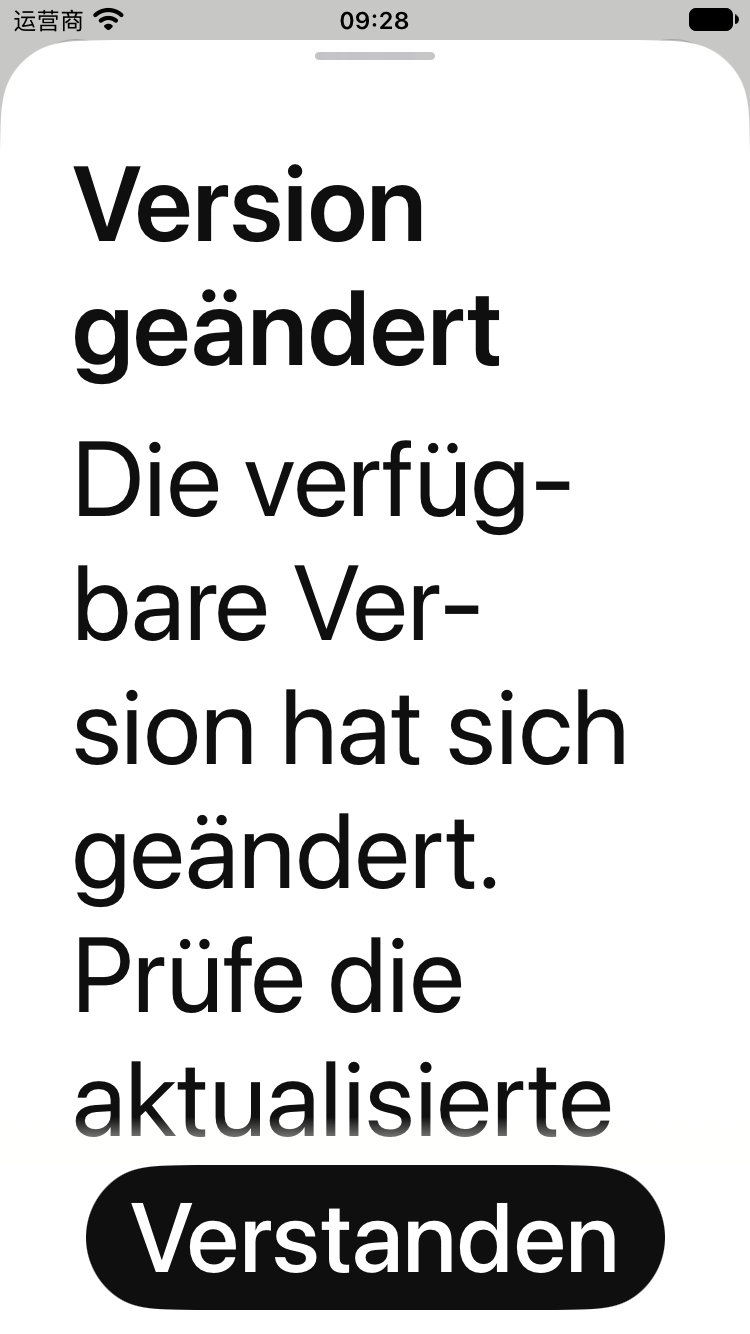 运营商 09:28
Version
geändert
Die verfüg-
bare Ver-
sion hat sich
geändert.
Prüfe die
aktualisierte
Verstanden